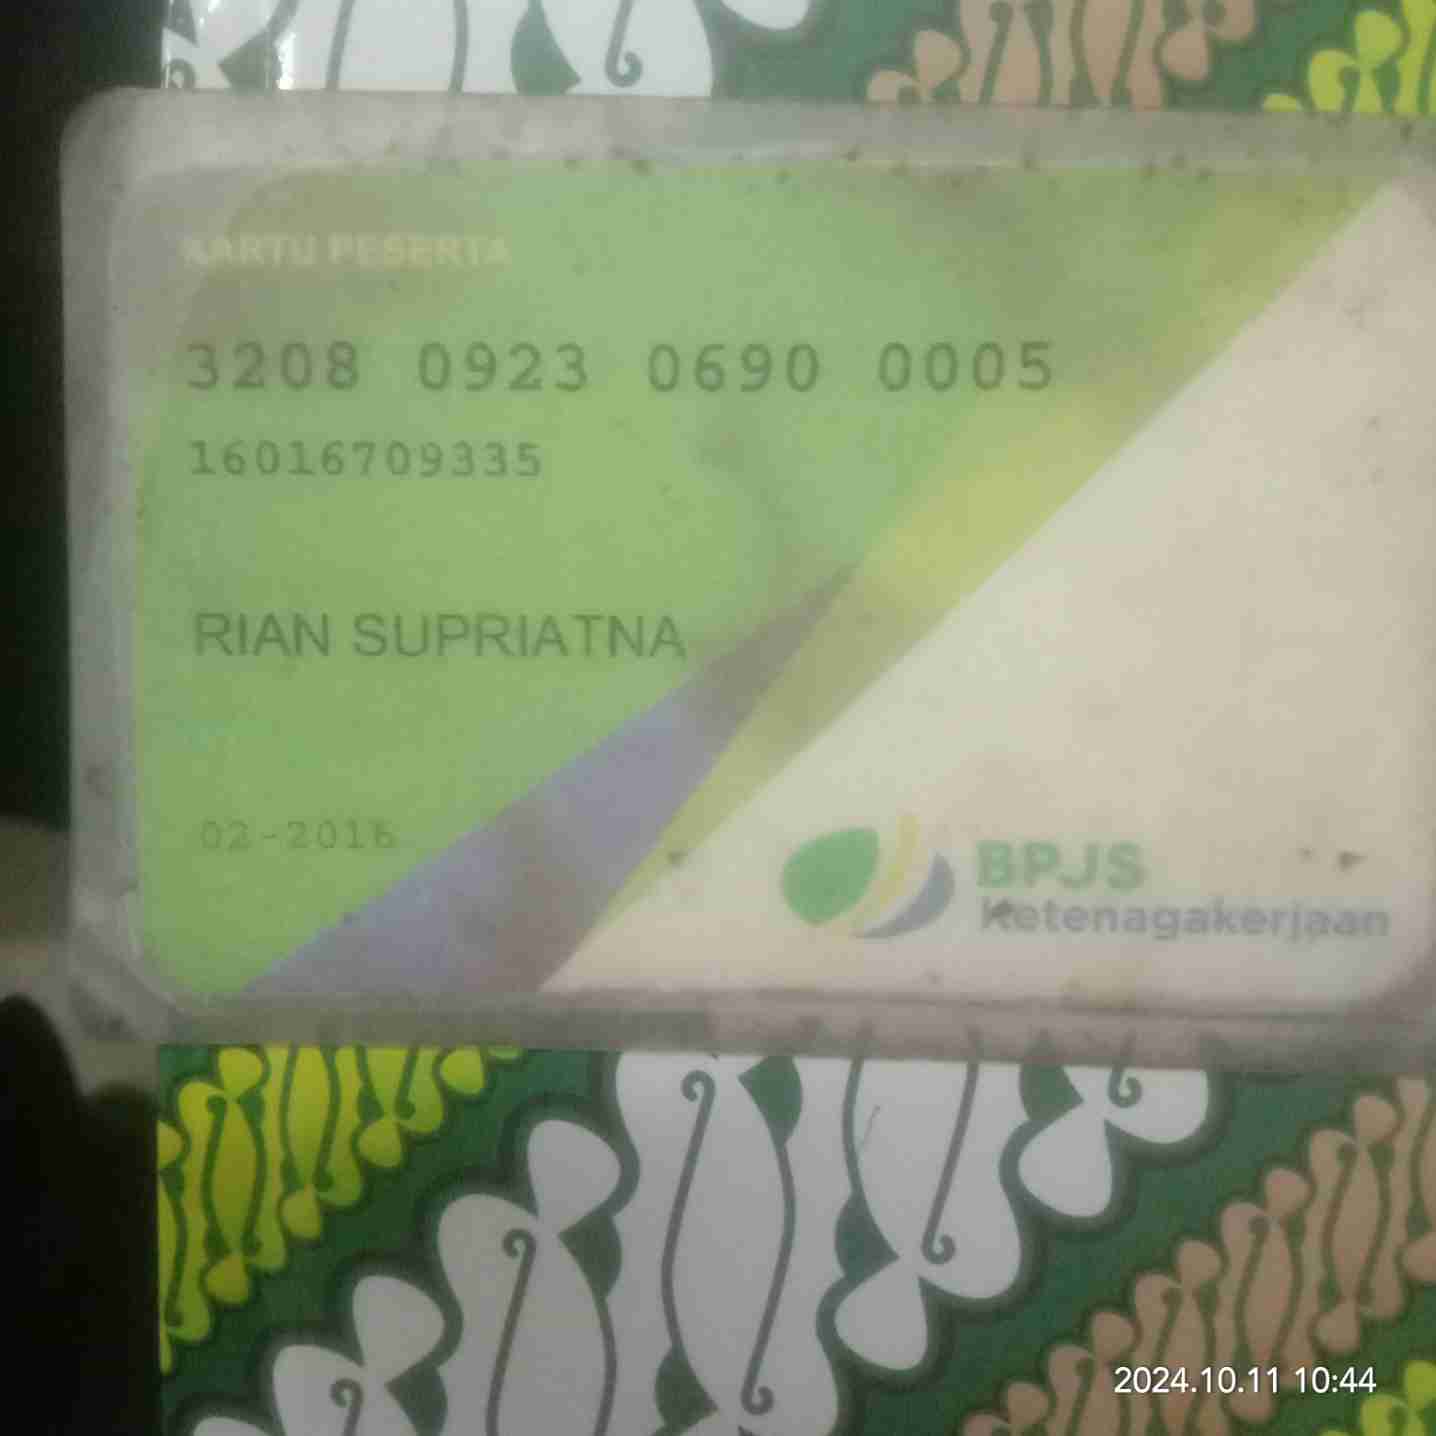 KARTU PESERTA
3208 0923 0690 0005
16016709335
RIAN SUPRIATNA
02-2016
BPJS
Ketenagakerjaan
2024.10.11 10:44